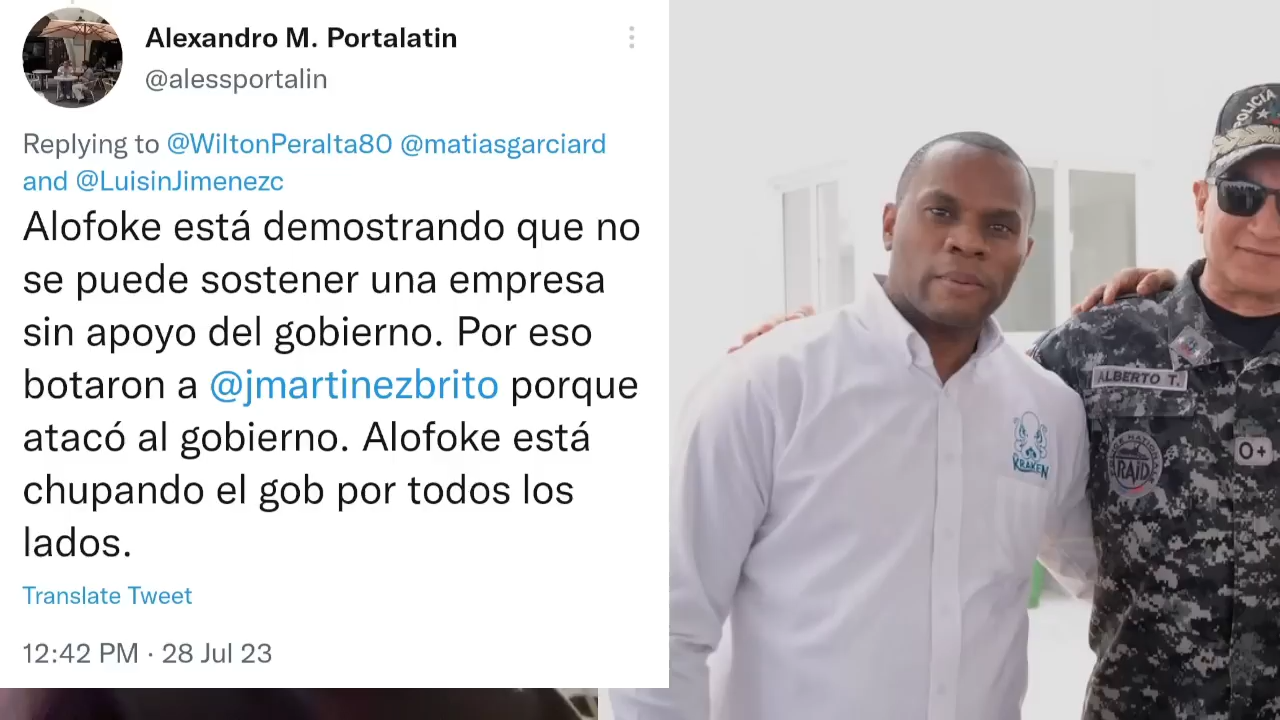 Alexandro M. Portalatin
@alessportalin
Replying to @WiltonPeralta80 @matiasgarciard
and @LuisinJimenezc
Alofoke está demostrando que no
se puede sostener una empresa
sin apoyo del gobierno. Por eso
botaron a @jmartinezbrito porque
atacó al gobierno. Alofoke está
chupando el gob por todos los
lados.
Translate Tweet
12:42 PM · 28 Jul 23
POLICIA
ALBERTO T.
KRAKEN
RAID
O+